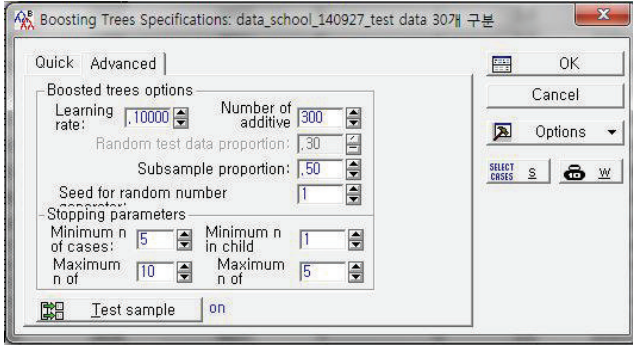 Boosting Trees Specifications: data_school_140927_test data 30개 구분
Quick
Advanced
Boosted trees options
Learning rate: ,10000
Number of additive 300
Random test data proportion: ,30
Subsample proportion: ,50
Seed for random number 1
Stopping parameters
Minimum n of cases: 5
Minimum n in child 1
Maximum n of 10
Maximum n of 5
Test sample on
OK
Cancel
Options
SELECT CASES S
W